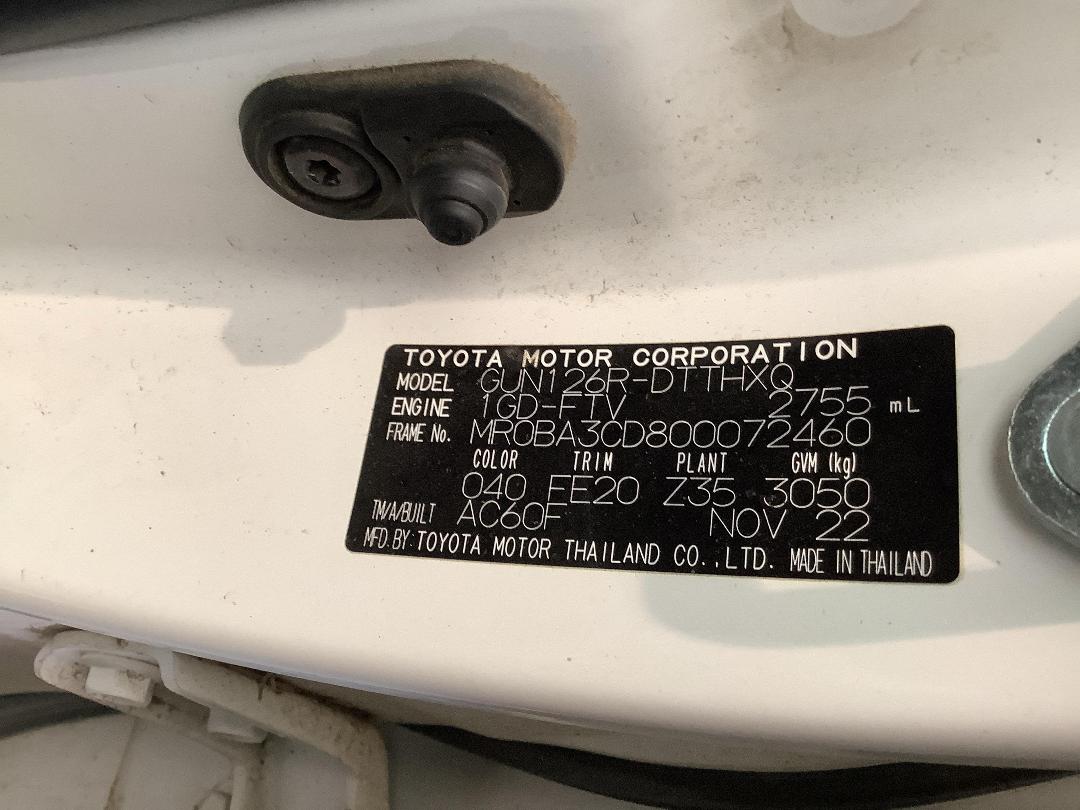 TOYOTA MOTOR CORPORATION
MODEL GUN126R-DTTHXQ
ENGINE 1GD-FTV 2755 mL
FRAME No. MR0BA3CD800072460
COLOR TRIM PLANT GVM (kg)
040 FE20 Z35 3050
TM/A/BUILT AC60F NOV 22
MFD. BY TOYOTA MOTOR THAILAND CO.,LTD. MADE IN THAILAND